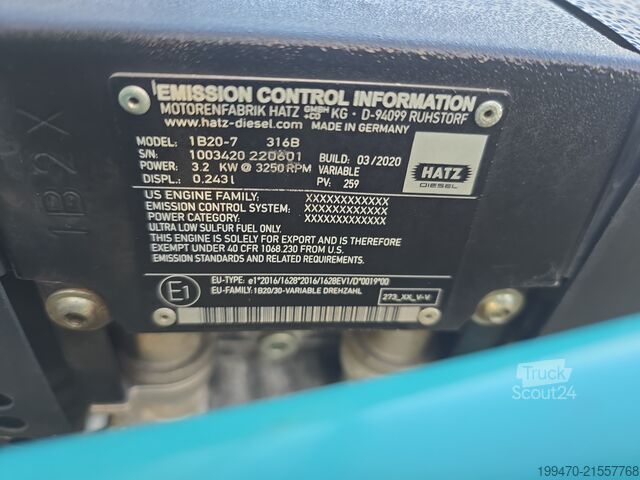 EMISSION CONTROL INFORMATION
MOTORENFABRIK HATZ GMBH +CO KG · D-94099 RUHSTORF
www.hatz-diesel.com MADE IN GERMANY
MODEL: 1B20-7 316B
S/N: 1003420 220601 BUILD: 03/2020
POWER: 3.2 KW @ 3250 RPM VARIABLE
DISPL.: 0.243 l PV: 259
HATZ
DIESEL
US ENGINE FAMILY: XXXXXXXXXXXXX
EMISSION CONTROL SYSTEM: XXXXXXXXXXXXX
POWER CATEGORY: XXXXXXXXXXXXX
ULTRA LOW SULFUR FUEL ONLY.
THIS ENGINE IS SOLELY FOR EXPORT AND IS THEREFORE
EXEMPT UNDER 40 CFR 1068.230 FROM U.S.
EMISSION STANDARDS AND RELATED REQUIREMENTS.
E1
EU-TYPE: e1*2016/1628*2016/1628EV1/D*0019*00
EU-FAMILY: 1B20/30-VARIABLE DREHZAHL
273_XX_V-V
1B2X
Truck
Scout24
199470-21557768